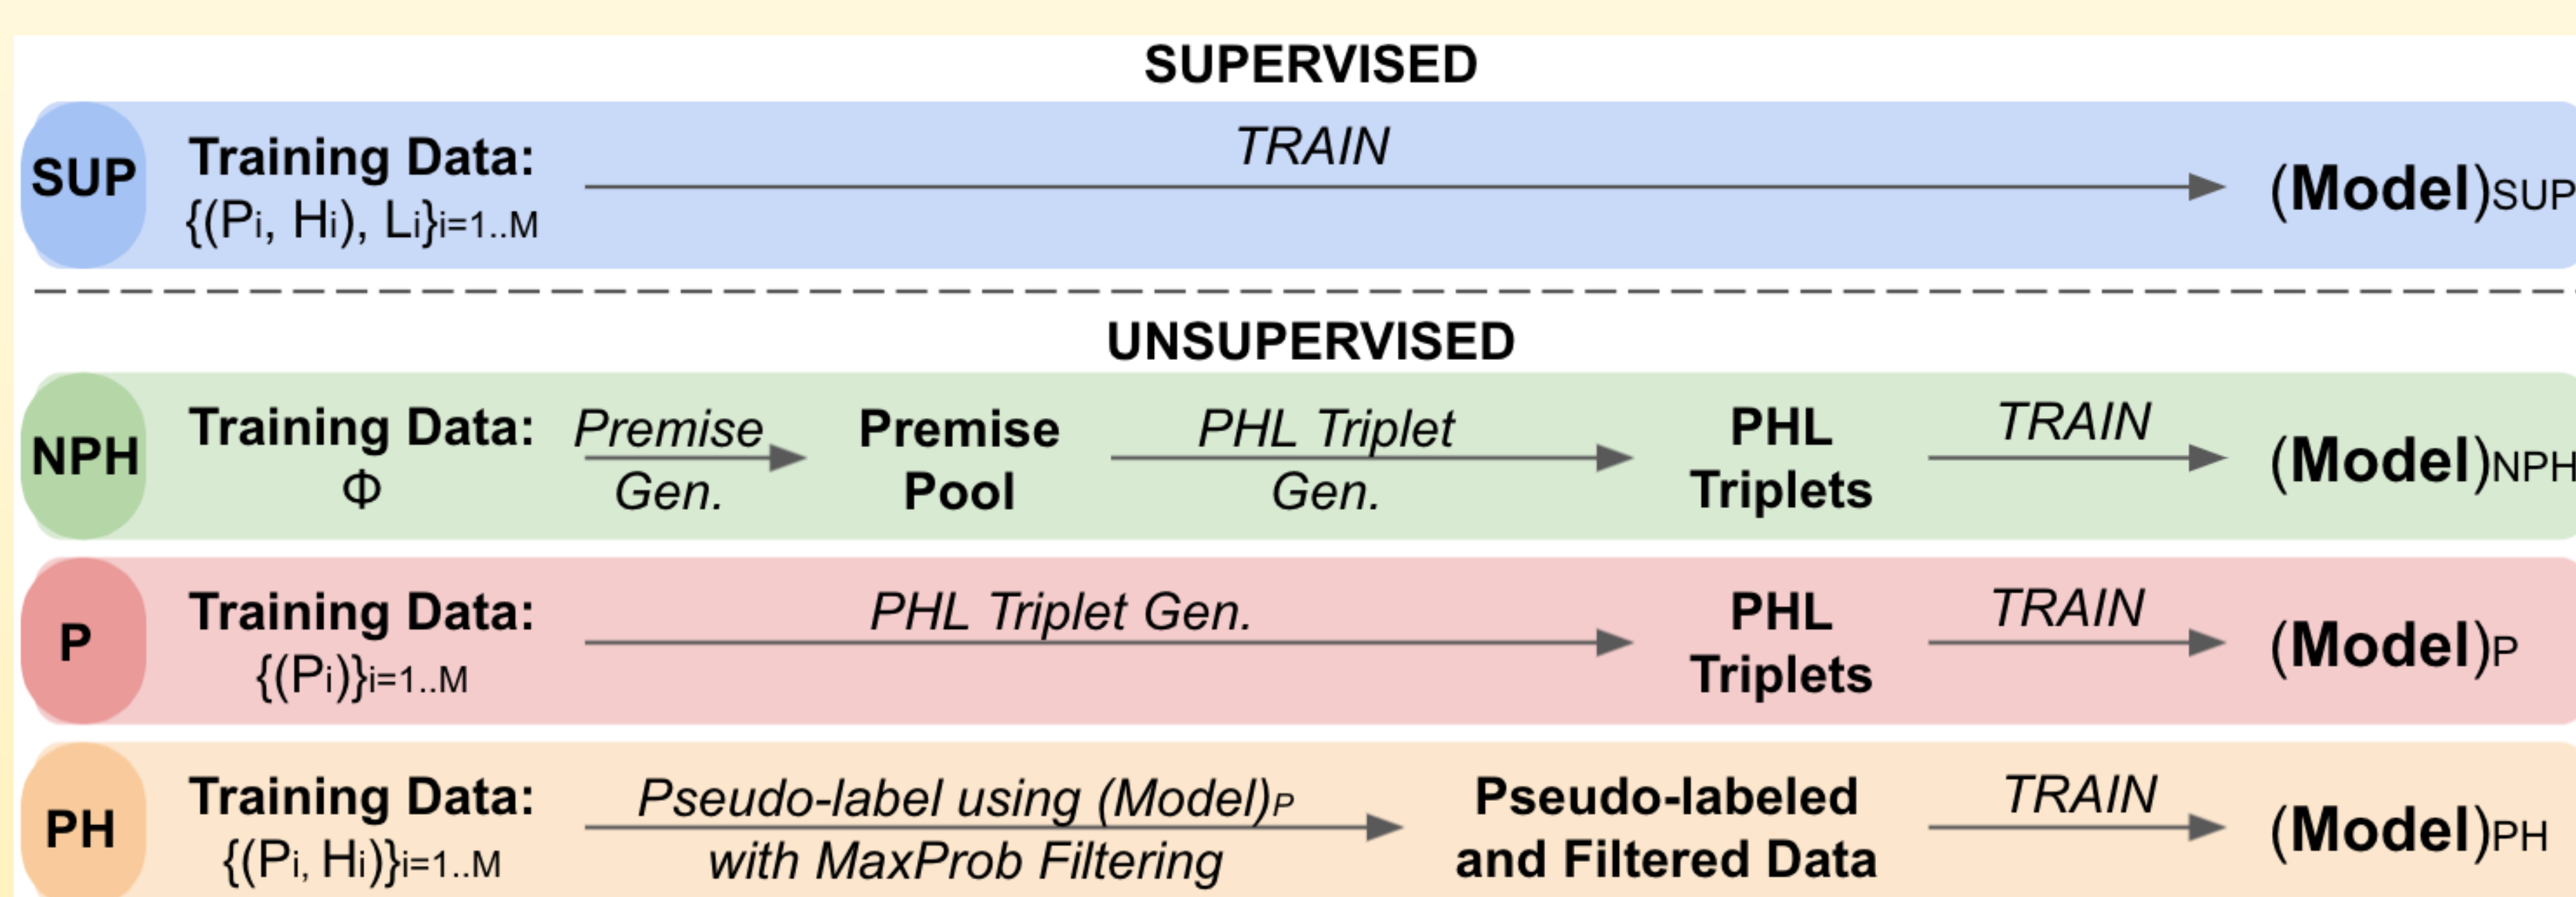 SUPERVISED
SUP
Training Data:
{(Pi, Hi), Li}i=1..M
TRAIN
(Model)SUP
UNSUPERVISED
NPH
Training Data:
Φ
Premise
Gen.
Premise
Pool
PHL Triplet
Gen.
PHL
Triplets
TRAIN
(Model)NPH
P
Training Data:
{(Pi)}i=1..M
PHL Triplet Gen.
PHL
Triplets
TRAIN
(Model)P
PH
Training Data:
{(Pi, Hi)}i=1..M
Pseudo-label using (Model)P
with MaxProb Filtering
Pseudo-labeled
and Filtered Data
TRAIN
(Model)PH